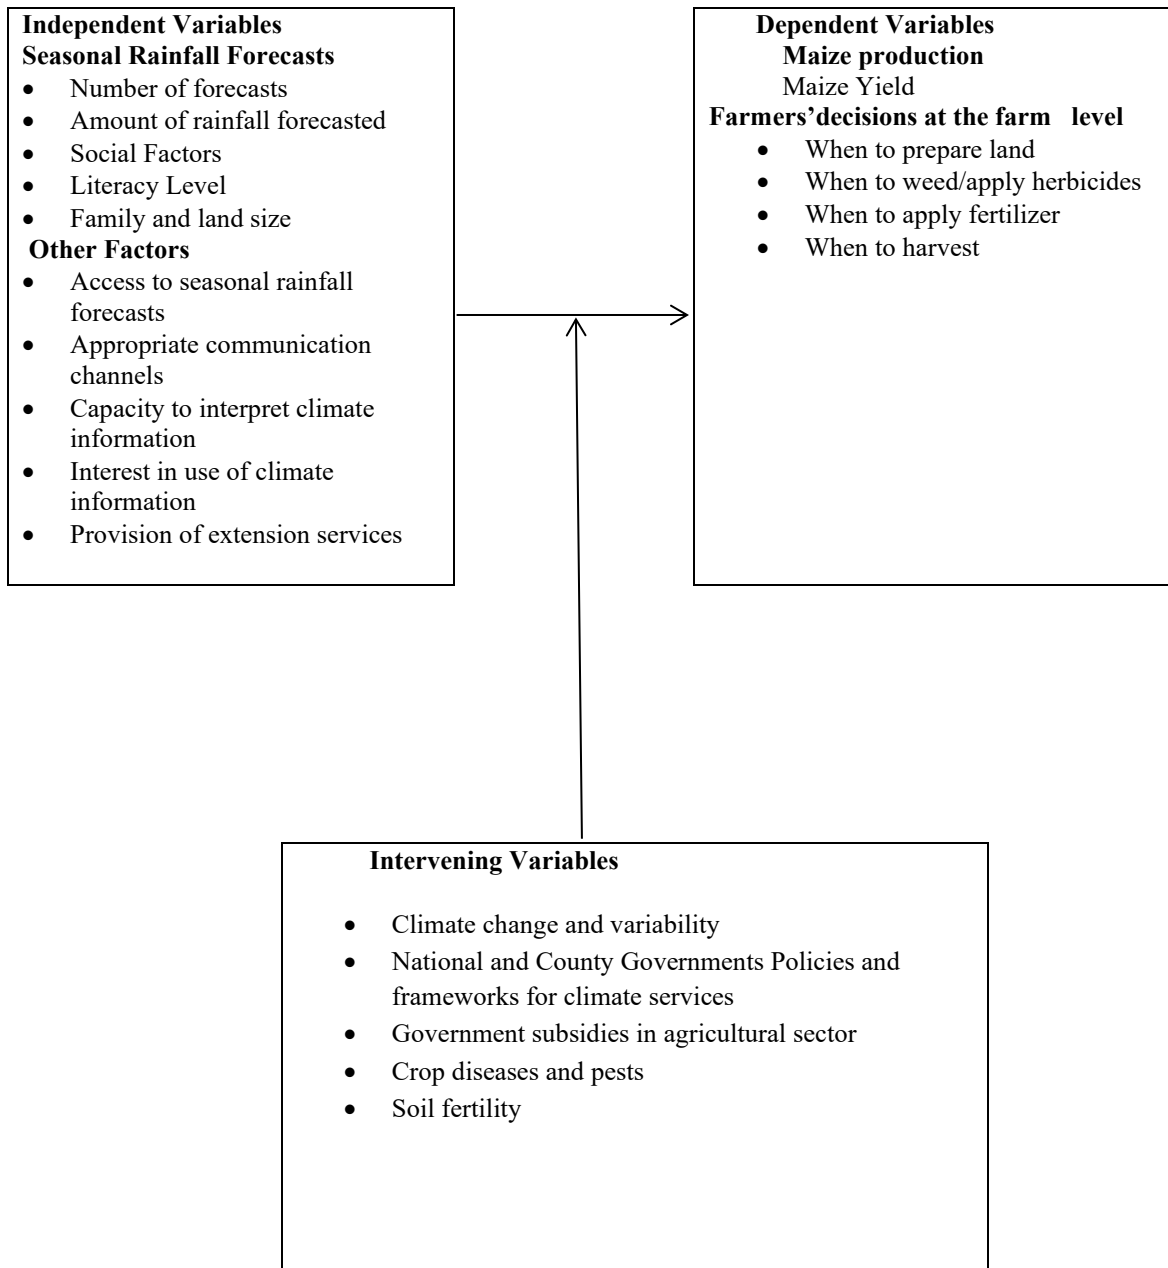 Independent Variables
Seasonal Rainfall Forecasts
• Number of forecasts
• Amount of rainfall forecasted
• Social Factors
• Literacy Level
• Family and land size
Other Factors
• Access to seasonal rainfall
forecasts
• Appropriate communication
channels
• Capacity to interpret climate
information
• Interest in use of climate
information
• Provision of extension services
Dependent Variables
Maize production
Maize Yield
Farmers’decisions at the farm level
• When to prepare land
• When to weed/apply herbicides
• When to apply fertilizer
• When to harvest
Intervening Variables
• Climate change and variability
• National and County Governments Policies and
frameworks for climate services
• Government subsidies in agricultural sector
• Crop diseases and pests
• Soil fertility